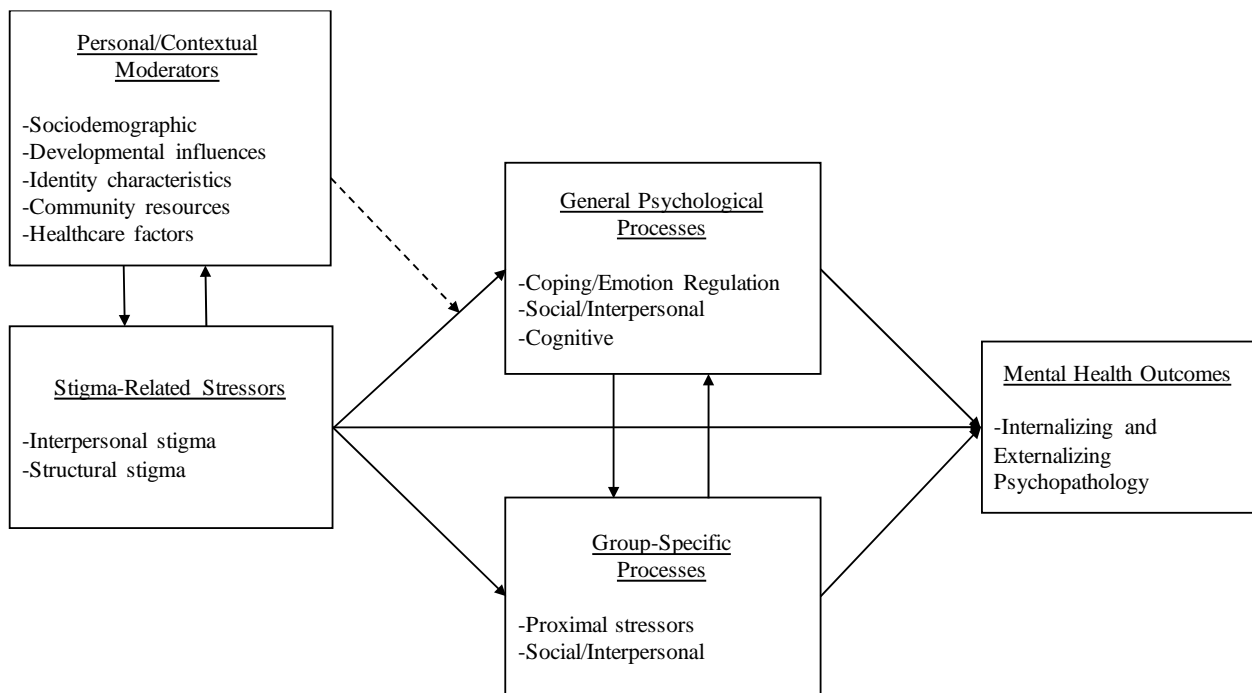 Personal/Contextual
Moderators
-Sociodemographic
-Developmental influences
-Identity characteristics
-Community resources
-Healthcare factors
Stigma-Related Stressors
-Interpersonal stigma
-Structural stigma
General Psychological
Processes
-Coping/Emotion Regulation
-Social/Interpersonal
-Cognitive
Group-Specific
Processes
-Proximal stressors
-Social/Interpersonal
Mental Health Outcomes
-Internalizing and
Externalizing
Psychopathology